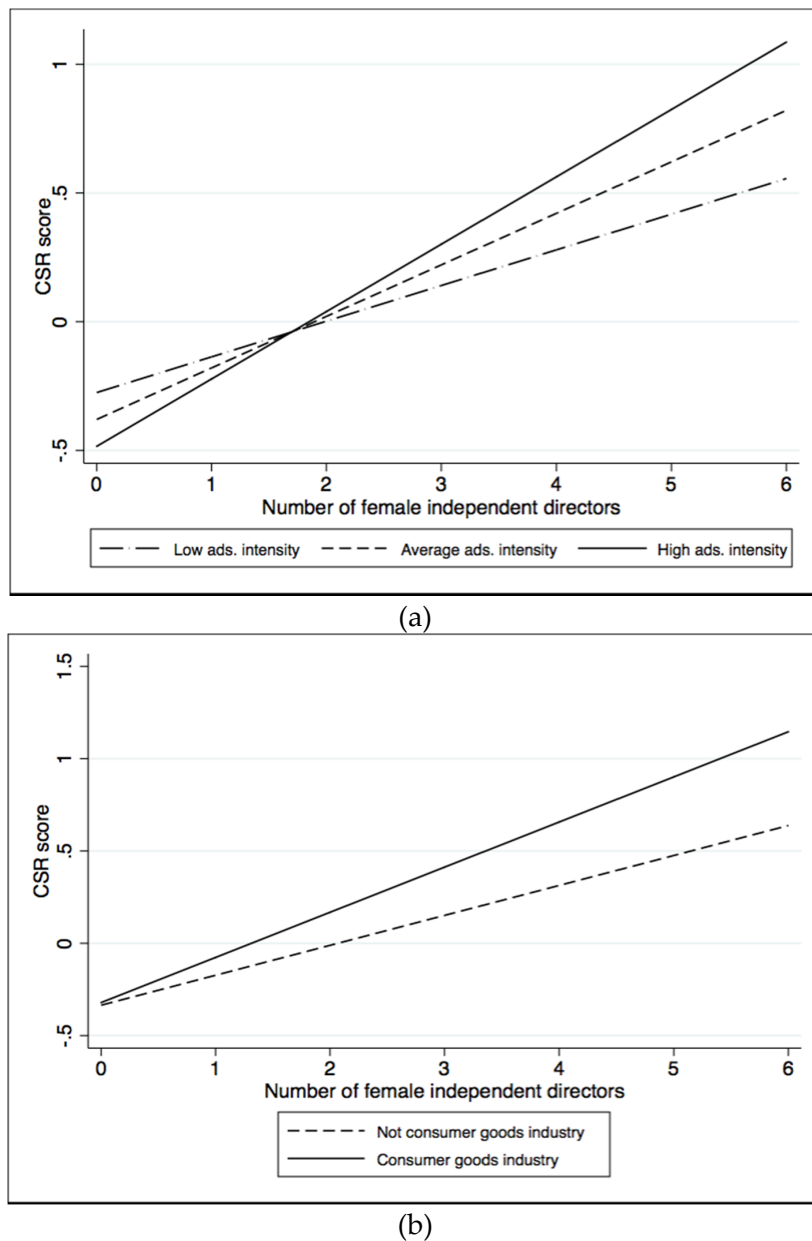 1
.5
CSR score
0
-.5
0 1 2 3 4 5 6
Number of female independent directors
Low ads. intensity Average ads. intensity High ads. intensity
(a)
1.5
1
.5
CSR score
0
-.5
0 1 2 3 4 5 6
Number of female independent directors
Not consumer goods industry
Consumer goods industry
(b)